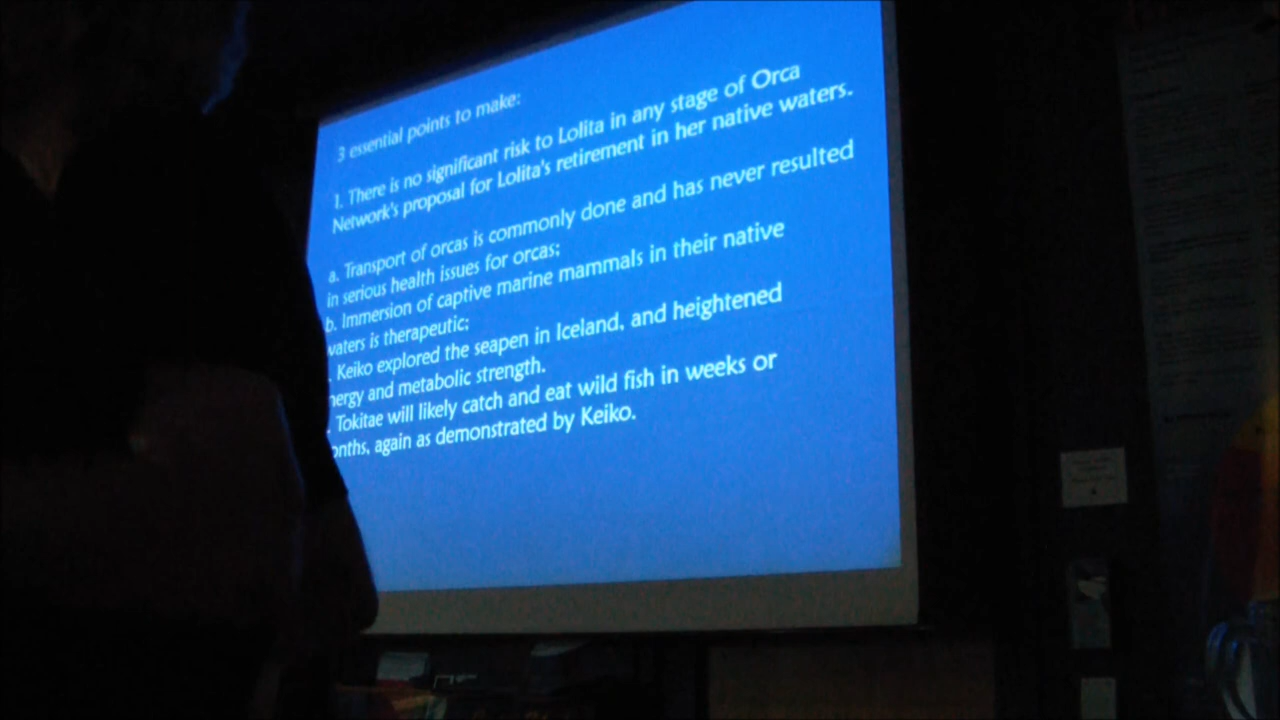 3 essential points to make:
1. There is no significant risk to Lolita in any stage of Orca
Network's proposal for Lolita's retirement in her native waters.
a. Transport of orcas is commonly done and has never resulted
in serious health issues for orcas;
b. Immersion of captive marine mammals in their native
waters is therapeutic;
. Keiko explored the seapen in Iceland, and heightened
nergy and metabolic strength.
. Tokitae will likely catch and eat wild fish in weeks or
onths, again as demonstrated by Keiko.